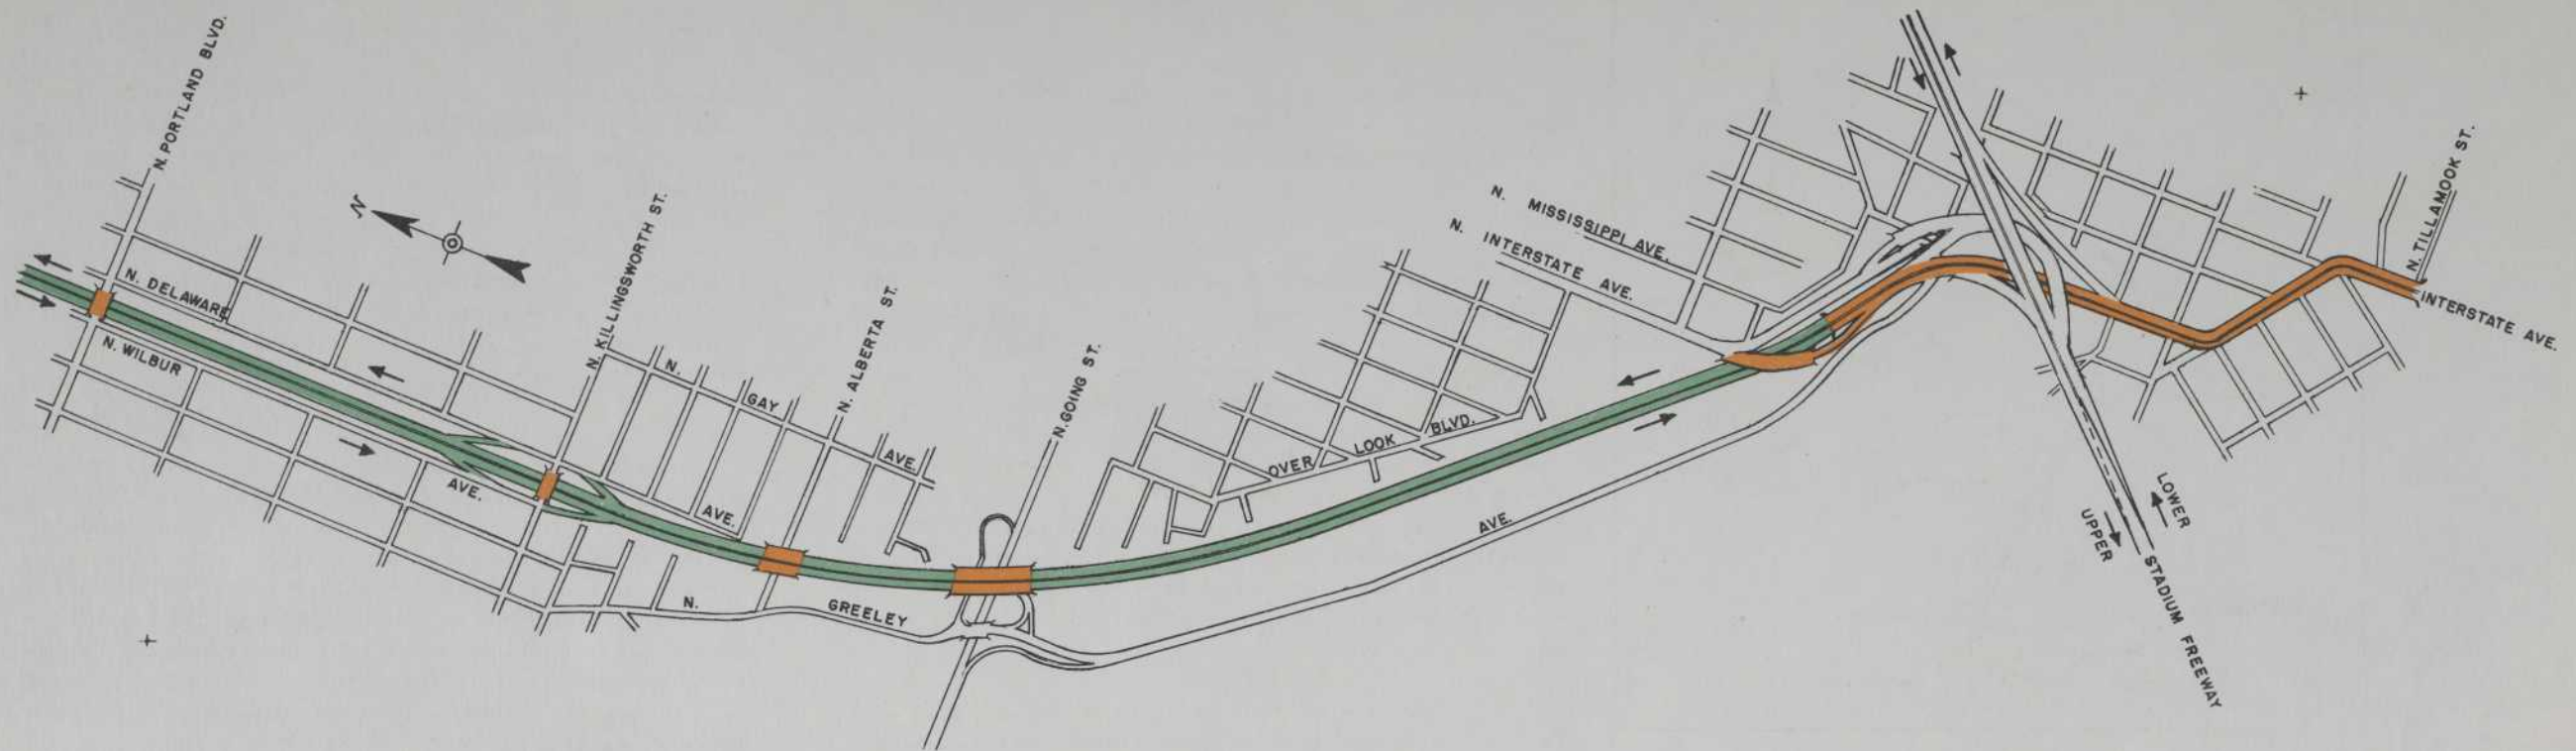 N. PORTLAND BLVD.
N
N. DELAWARE
AVE.
N. WILBUR
AVE.
N. KILLINGSWORTH ST.
N. GAY AVE.
N. ALBERTA ST.
N. GOING ST.
N. GREELEY
AVE.
OVER LOOK BLVD.
N. MISSISSIPPI AVE.
N. INTERSTATE AVE.
N. TILLAMOOK ST.
INTERSTATE AVE.
LOWER
UPPER
STADIUM FREEWAY